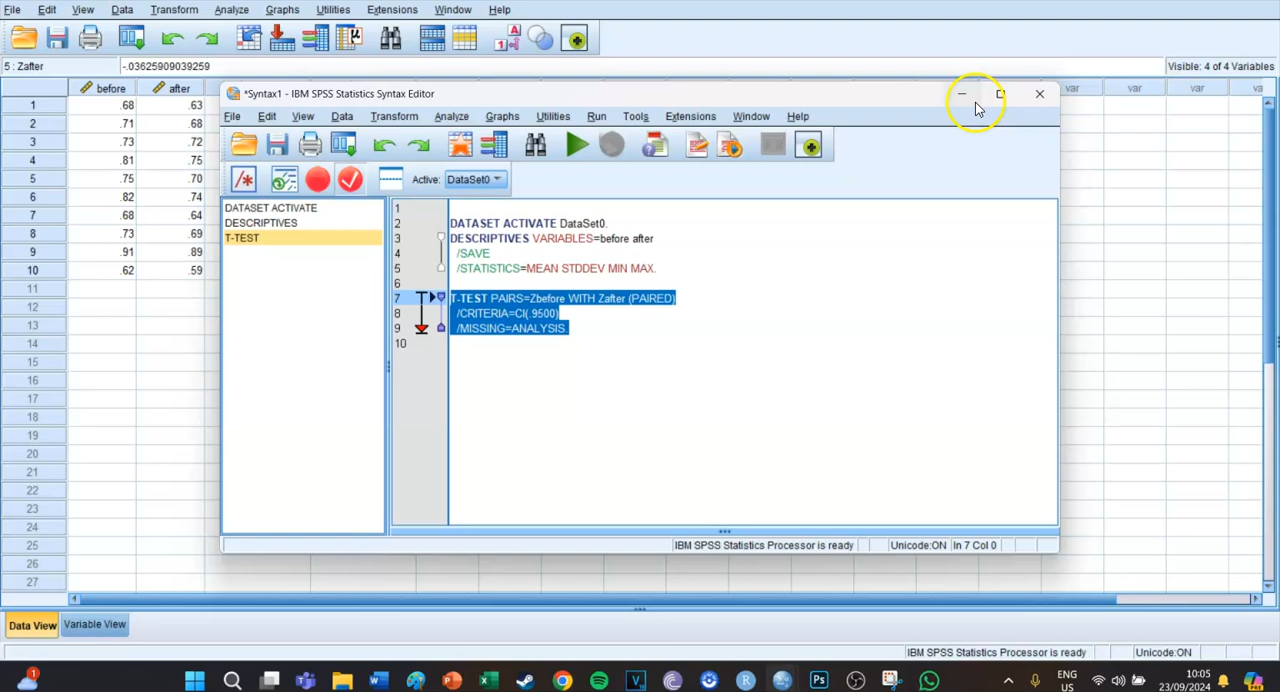 File Edit View Data Transform Analyze Graphs Utilities Extensions Window Help
5 : Zafter -.03625909039259 Visible: 4 of 4 Variables
before after var var var va
*Syntax1 - IBM SPSS Statistics Syntax Editor
File Edit View Data Transform Analyze Graphs Utilities Run Tools Extensions Window Help
Active: DataSet0
1 .68 .63
2 .71 .68
3 .73 .72
4 .81 .75
5 .75 .70
6 .82 .74
7 .68 .64
8 .73 .69
9 .91 .89
10 .62 .59
11
12
13
14
15
16
17
18
19
20
21
22
23
24
25
26
27
DATASET ACTIVATE
DESCRIPTIVES
T-TEST
1
2 DATASET ACTIVATE DataSet0.
3 DESCRIPTIVES VARIABLES=before after
4 /SAVE
5 /STATISTICS=MEAN STDDEV MIN MAX.
6
7 T-TEST PAIRS=Zbefore WITH Zafter (PAIRED)
8 /CRITERIA=CI(.9500)
9 /MISSING=ANALYSIS.
10
IBM SPSS Statistics Processor is ready Unicode:ON In 7 Col 0
Data View Variable View
IBM SPSS Statistics Processor is ready Unicode:ON
ENG
US
10:05
23/09/2024